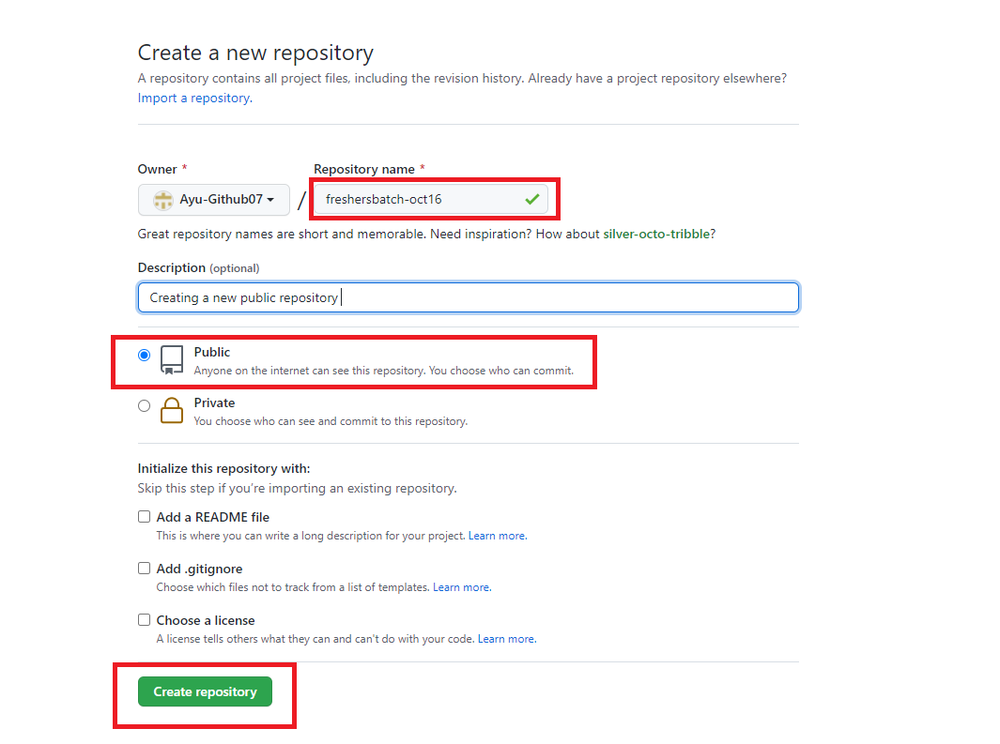 Create a new repository
A repository contains all project files, including the revision history. Already have a project repository elsewhere?
Import a repository.
Owner *
Repository name *
Ayu-Github07
/
freshersbatch-oct16
Great repository names are short and memorable. Need inspiration? How about silver-octo-tribble?
Description (optional)
Creating a new public repository
Public
Anyone on the internet can see this repository. You choose who can commit.
Private
You choose who can see and commit to this repository.
Initialize this repository with:
Skip this step if you're importing an existing repository.
Add a README file
This is where you can write a long description for your project. Learn more.
Add .gitignore
Choose which files not to track from a list of templates. Learn more.
Choose a license
A license tells others what they can and can't do with your code. Learn more.
Create repository